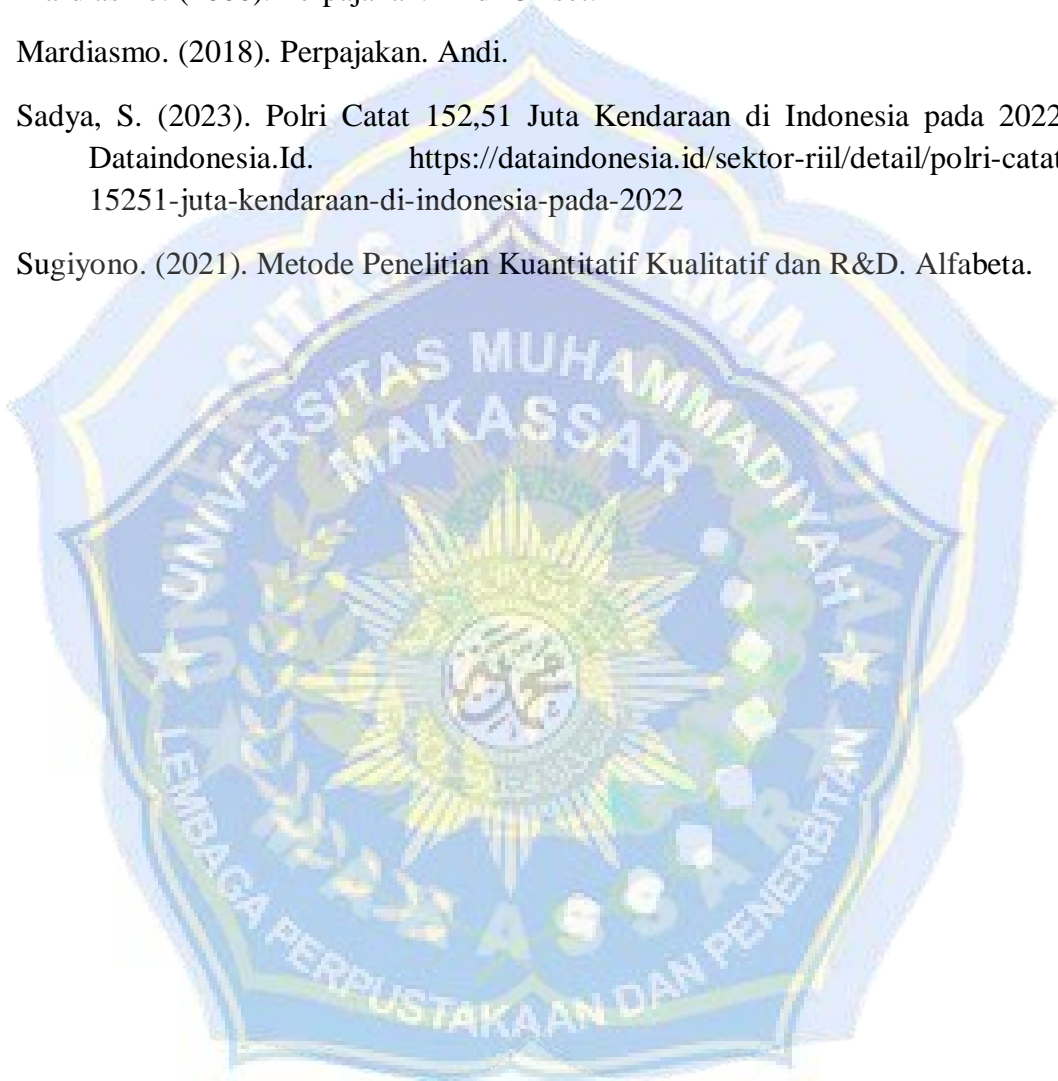 Mardiasmo. (2018). Perpajakan. Andi.
Sadya, S. (2023). Polri Catat 152,51 Juta Kendaraan di Indonesia pada 2022
Dataindonesia.Id. https://dataindonesia.id/sektor-riil/detail/polri-catat
15251-juta-kendaraan-di-indonesia-pada-2022
Sugiyono. (2021). Metode Penelitian Kuantitatif Kualitatif dan R&D. Alfabeta.
UNIVERSITAS MUHAMMADIYAH
MAKASSAR
LEMBAGA PERPUSTAKAAN DAN PENERBITAN